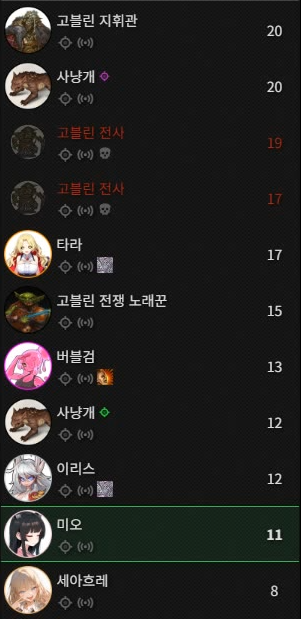 고블린 지휘관
20
사냥개
20
고블린 전사
19
고블린 전사
17
타라
17
고블린 전쟁 노래꾼
15
버블검
13
사냥개
12
이리스
12
미오
11
세아흐레
8